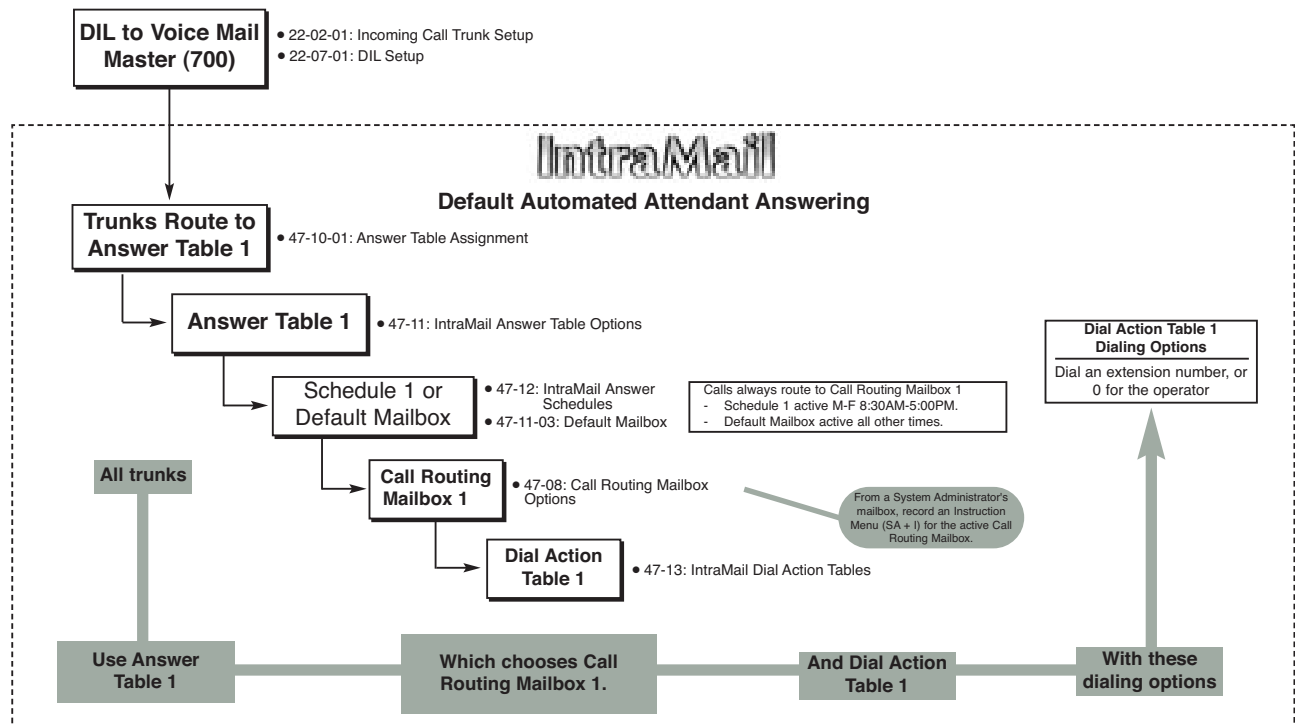 DIL to Voice Mail
Master (700)
• 22-02-01: Incoming Call Trunk Setup
• 22-07-01: DIL Setup
IntraMail
Default Automated Attendant Answering
Trunks Route to
Answer Table 1
• 47-10-01: Answer Table Assignment
Answer Table 1
• 47-11: IntraMail Answer Table Options
Schedule 1 or
Default Mailbox
• 47-12: IntraMail Answer
Schedules
• 47-11-03: Default Mailbox
Calls always route to Call Routing Mailbox 1
- Schedule 1 active M-F 8:30AM-5:00PM.
- Default Mailbox active all other times.
Dial Action Table 1
Dialing Options
Dial an extension number, or
0 for the operator
Call Routing
Mailbox 1
• 47-08: Call Routing Mailbox
Options
From a System Administrator's
mailbox, record an Instruction
Menu (SA + I) for the active Call
Routing Mailbox.
Dial Action
Table 1
• 47-13: IntraMail Dial Action Tables
All trunks
Use Answer
Table 1
Which chooses Call
Routing Mailbox 1.
And Dial Action
Table 1
With these
dialing options